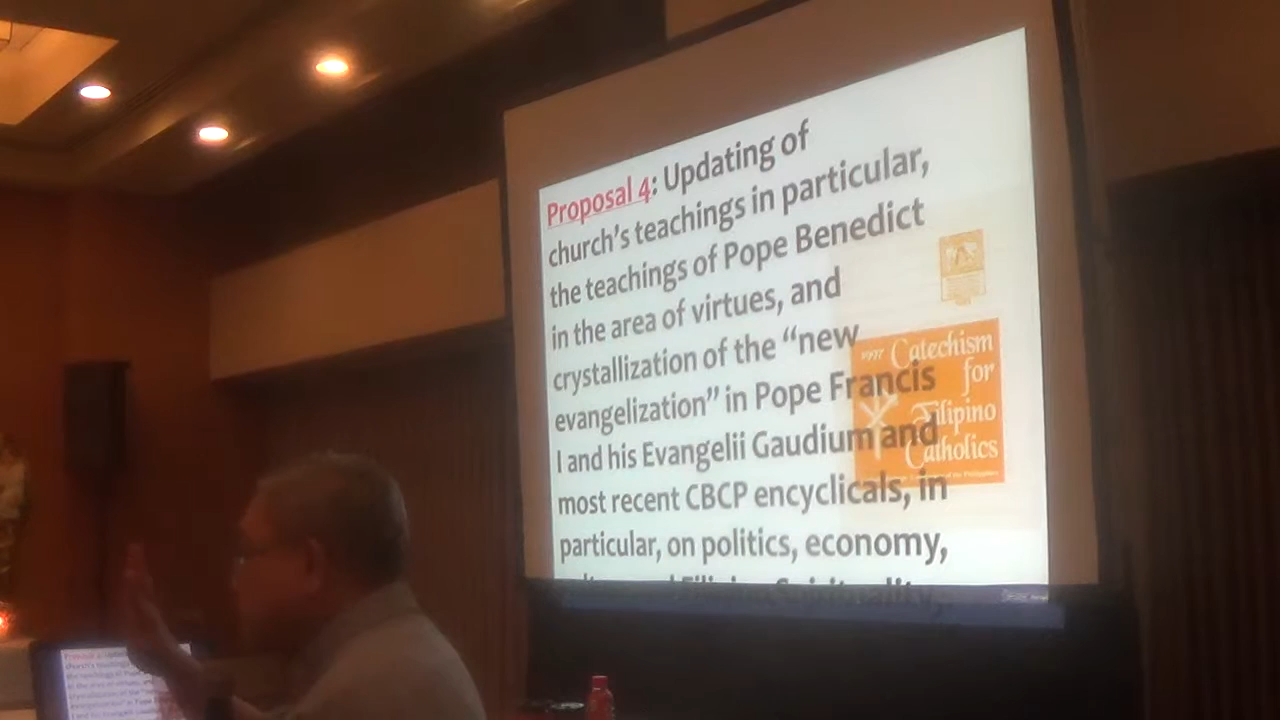 Proposal 4: Updating of
church's teachings in particular,
the teachings of Pope Benedict
in the area of virtues, and
crystallization of the "new
evangelization" in Pope Francis
I and his Evangelii Gaudium and
most recent CBCP encyclicals, in
particular, on politics, economy,
Filipino Spirituality,
1997 Catechism
for
Filipino
Catholics